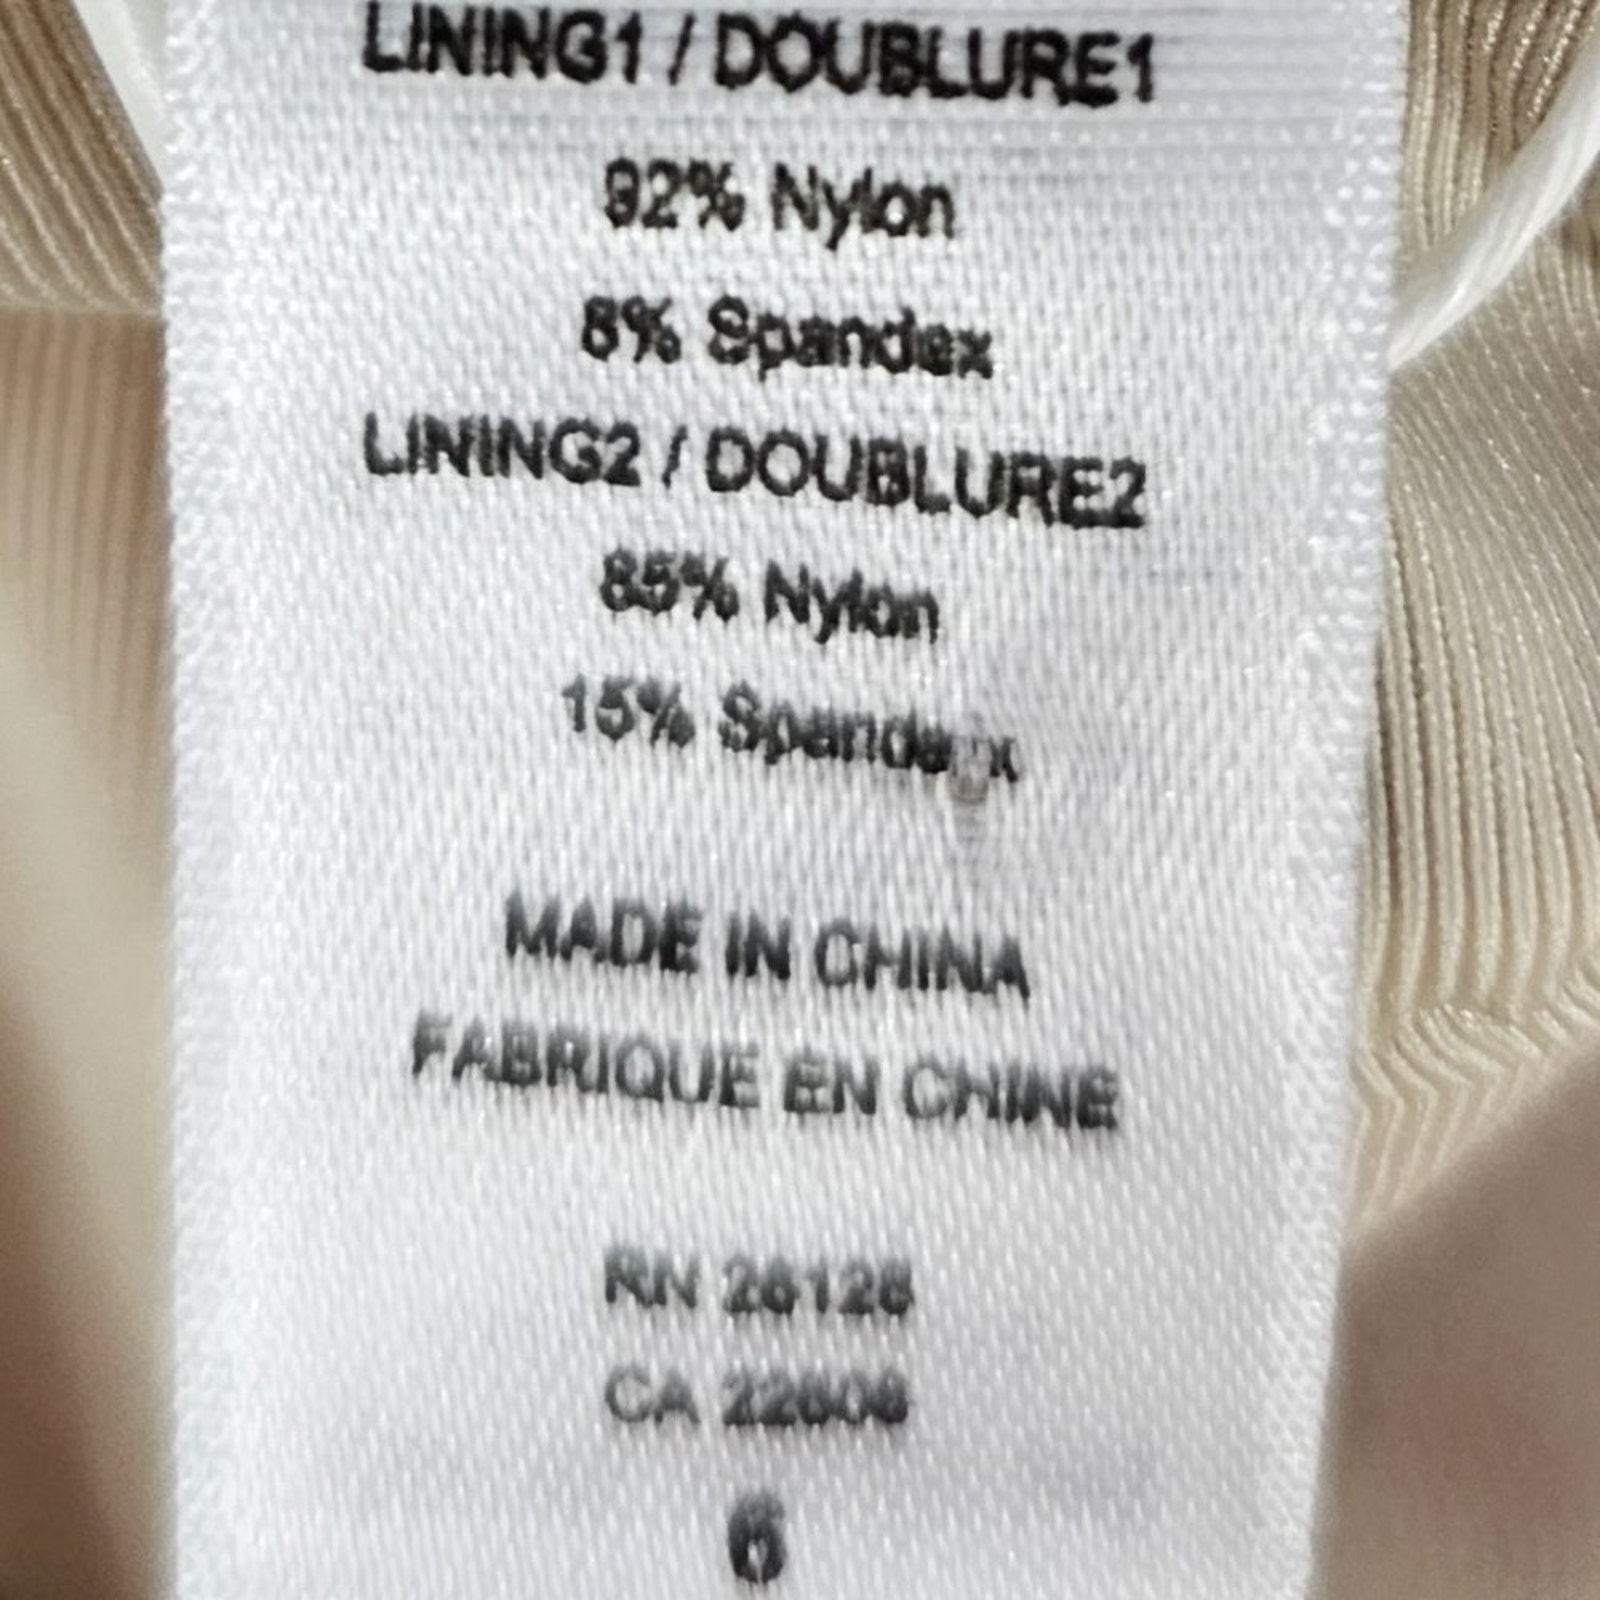 LINING1 / DOUBLURE1
92% Nylon
8% Spandex
LINING2 / DOUBLURE2
85% Nylon
15% Spandex
MADE IN CHINA
FABRIQUE EN CHINE
RN 26128
CA
6